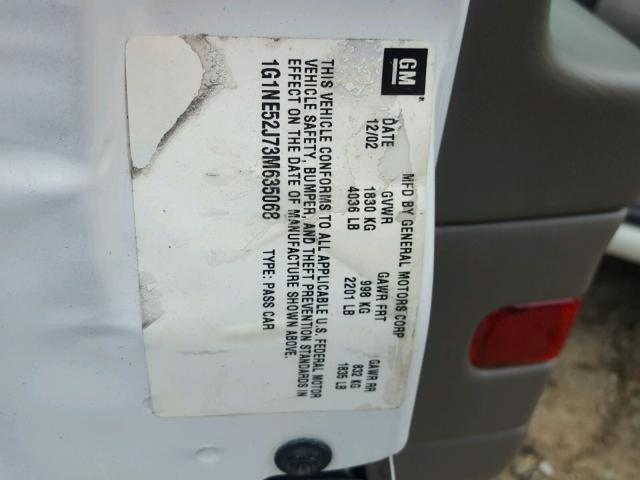 GM
MFD BY GENERAL MOTORS CORP
DATE GVWR GAWR FRT GAWR RR
12/02 1830 KG 998 KG 832 KG
4036 LB 2201 LB 1835 LB
THIS VEHICLE CONFORMS TO ALL APPLICABLE U.S. FEDERAL MOTOR
VEHICLE SAFETY, BUMPER, AND THEFT PREVENTION STANDARDS IN
EFFECT ON THE DATE OF MANUFACTURE SHOWN ABOVE.
1G1NE52J73M635068 TYPE: PASS CAR